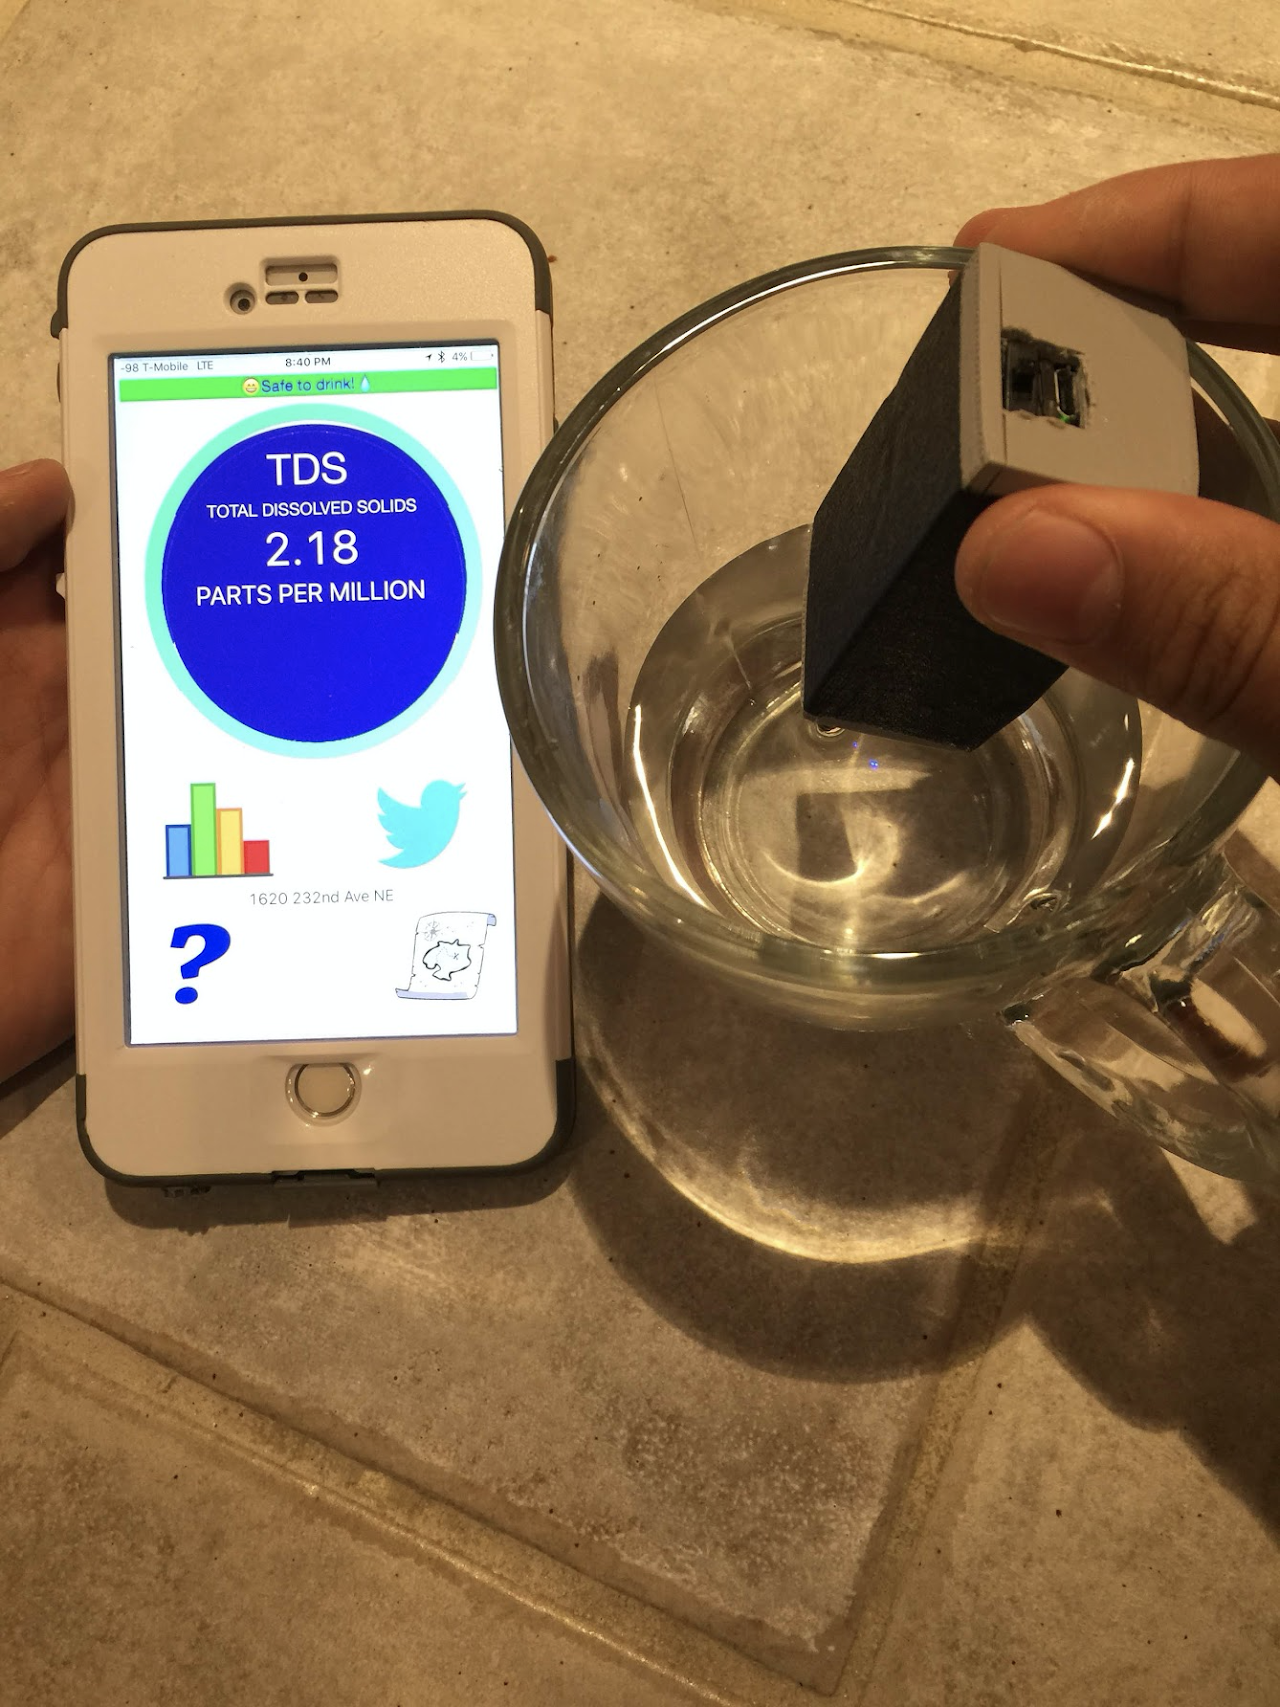 -98 T-Mobile LTE 8:40 PM 4%
😀Safe to drink!💧
TDS
TOTAL DISSOLVED SOLIDS
2.18
PARTS PER MILLION
1620 232nd Ave NE
?